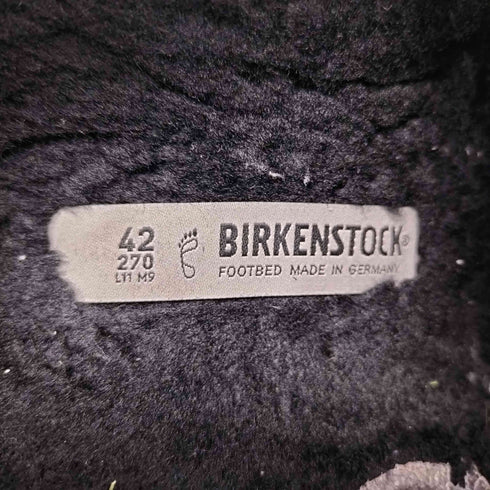 42
270
L11 M9
BIRKENSTOCK®
FOOTBED MADE IN GERMANY